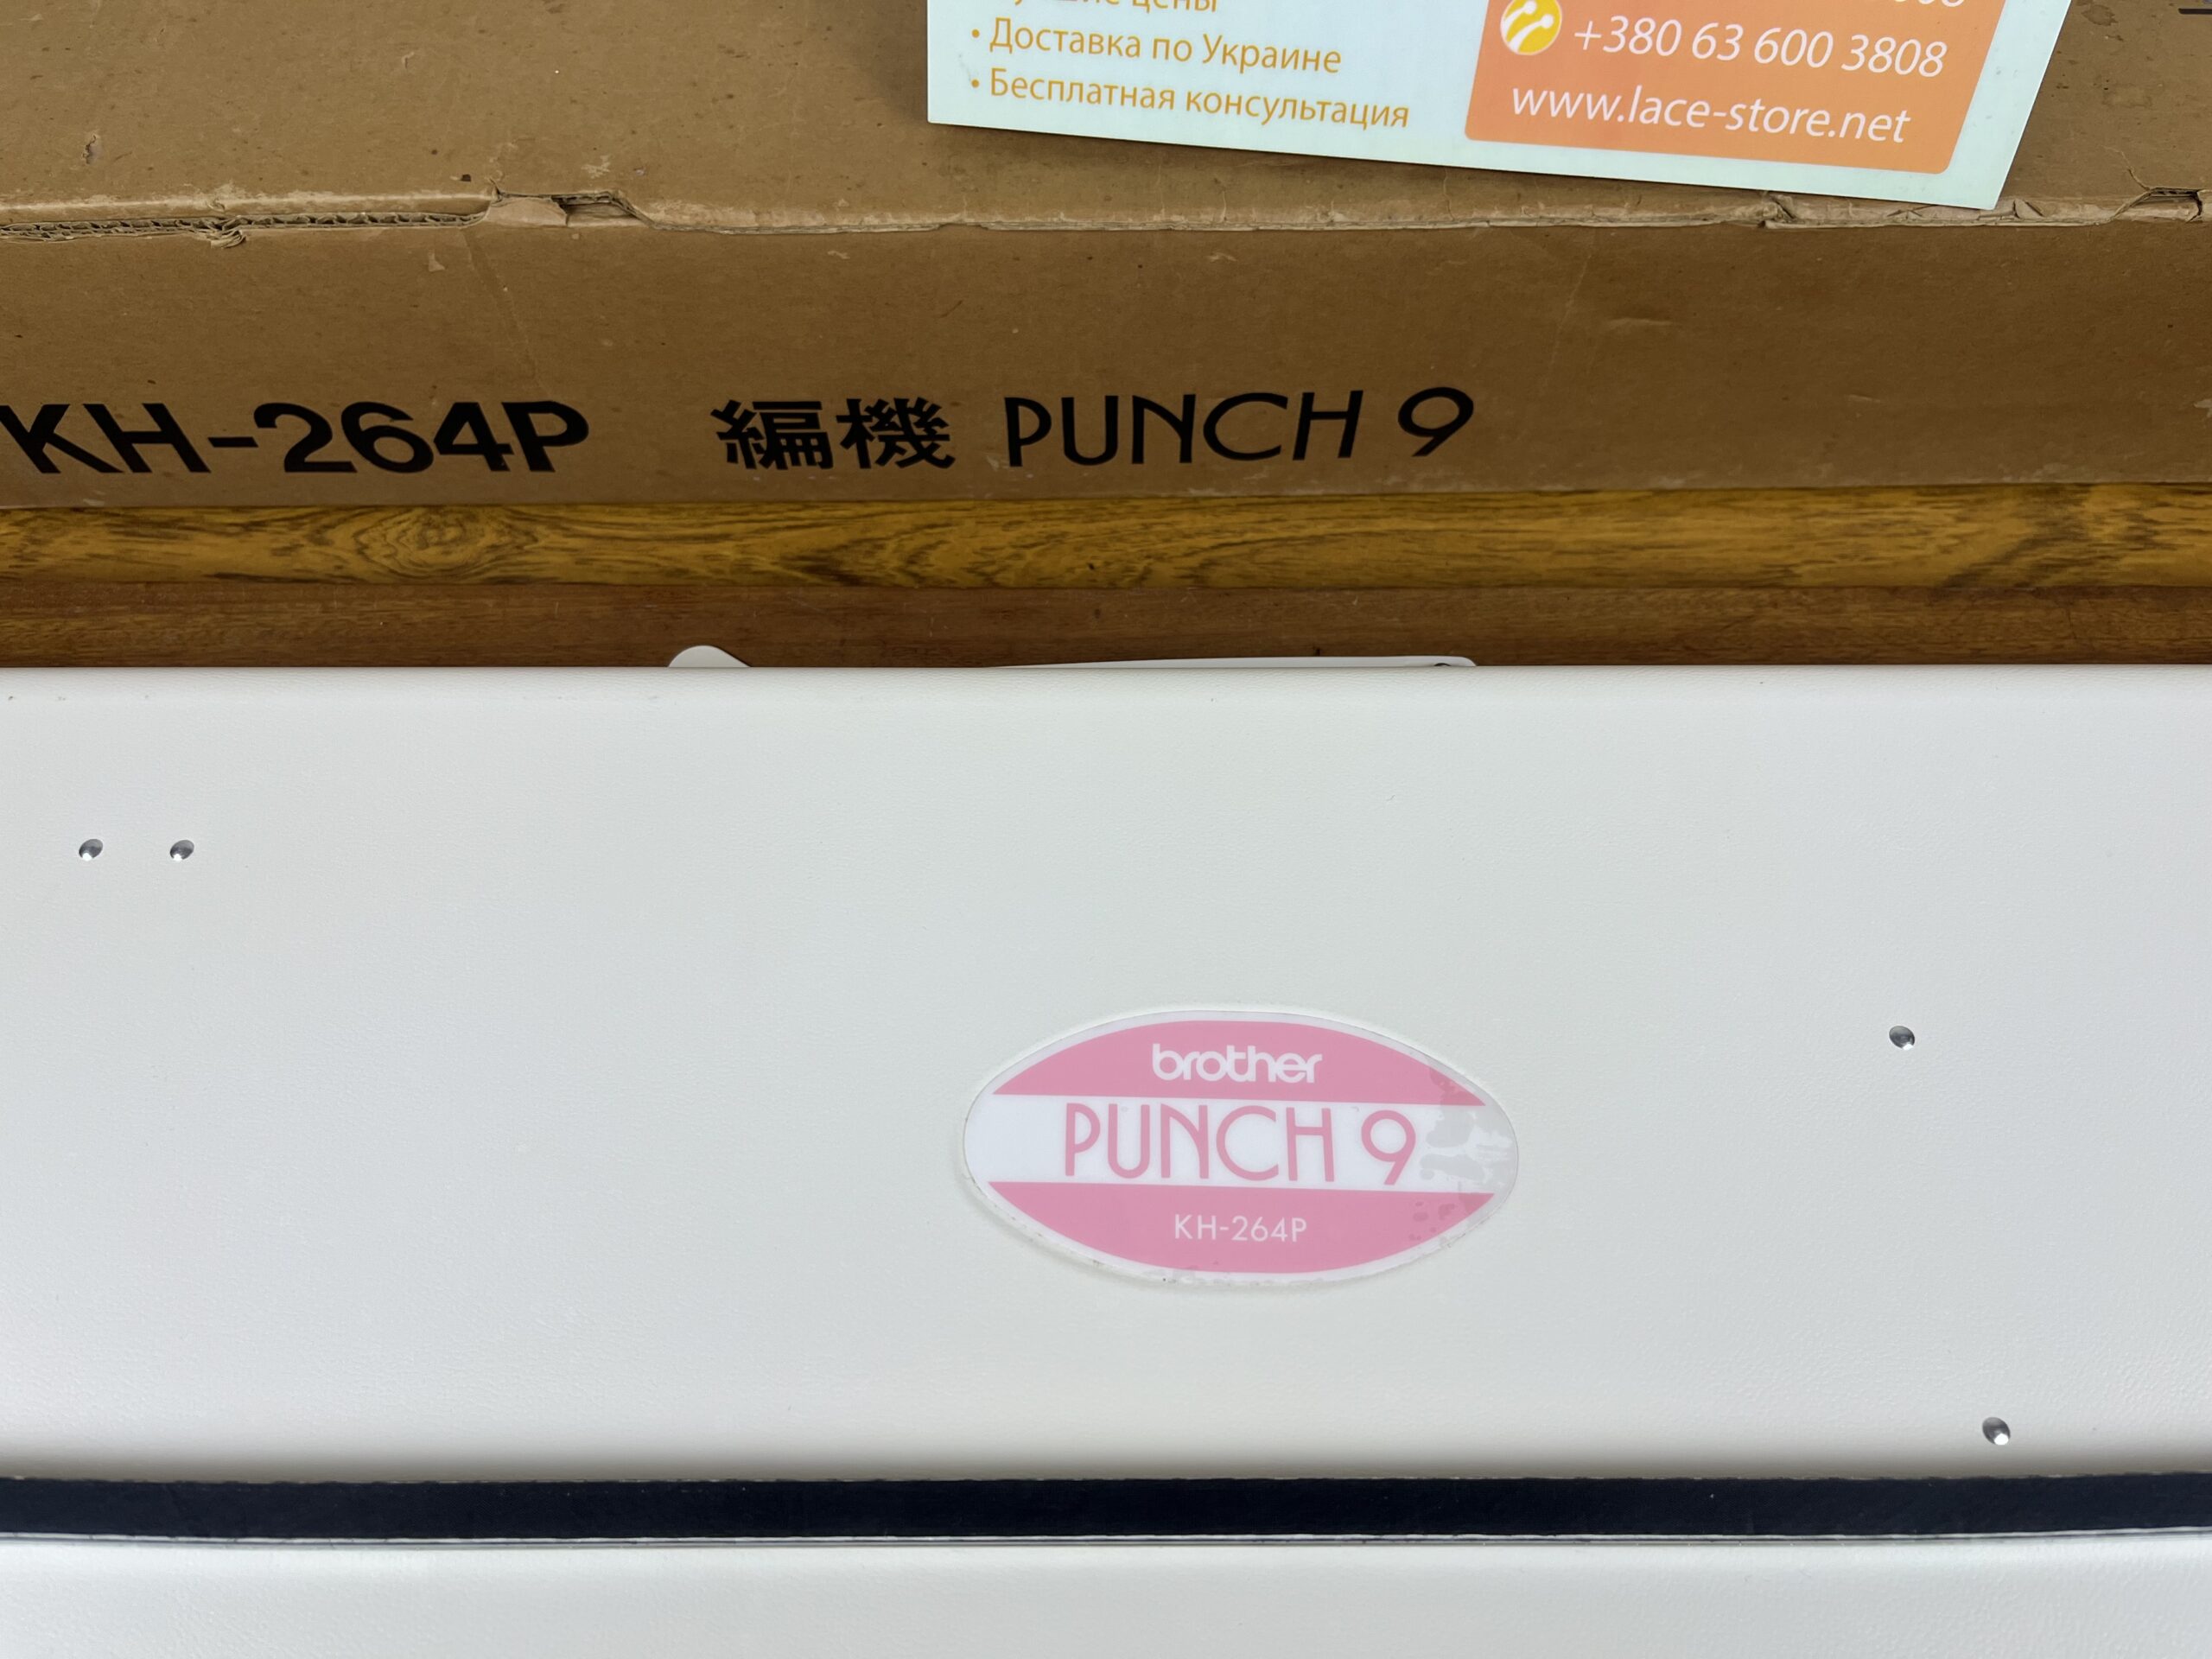 цены
• Доставка по Украине
• Бесплатная консультация
+380 63 600 3808
www.lace-store.net
KH-264P 編機 PUNCH 9
brother
PUNCH 9
KH-264P